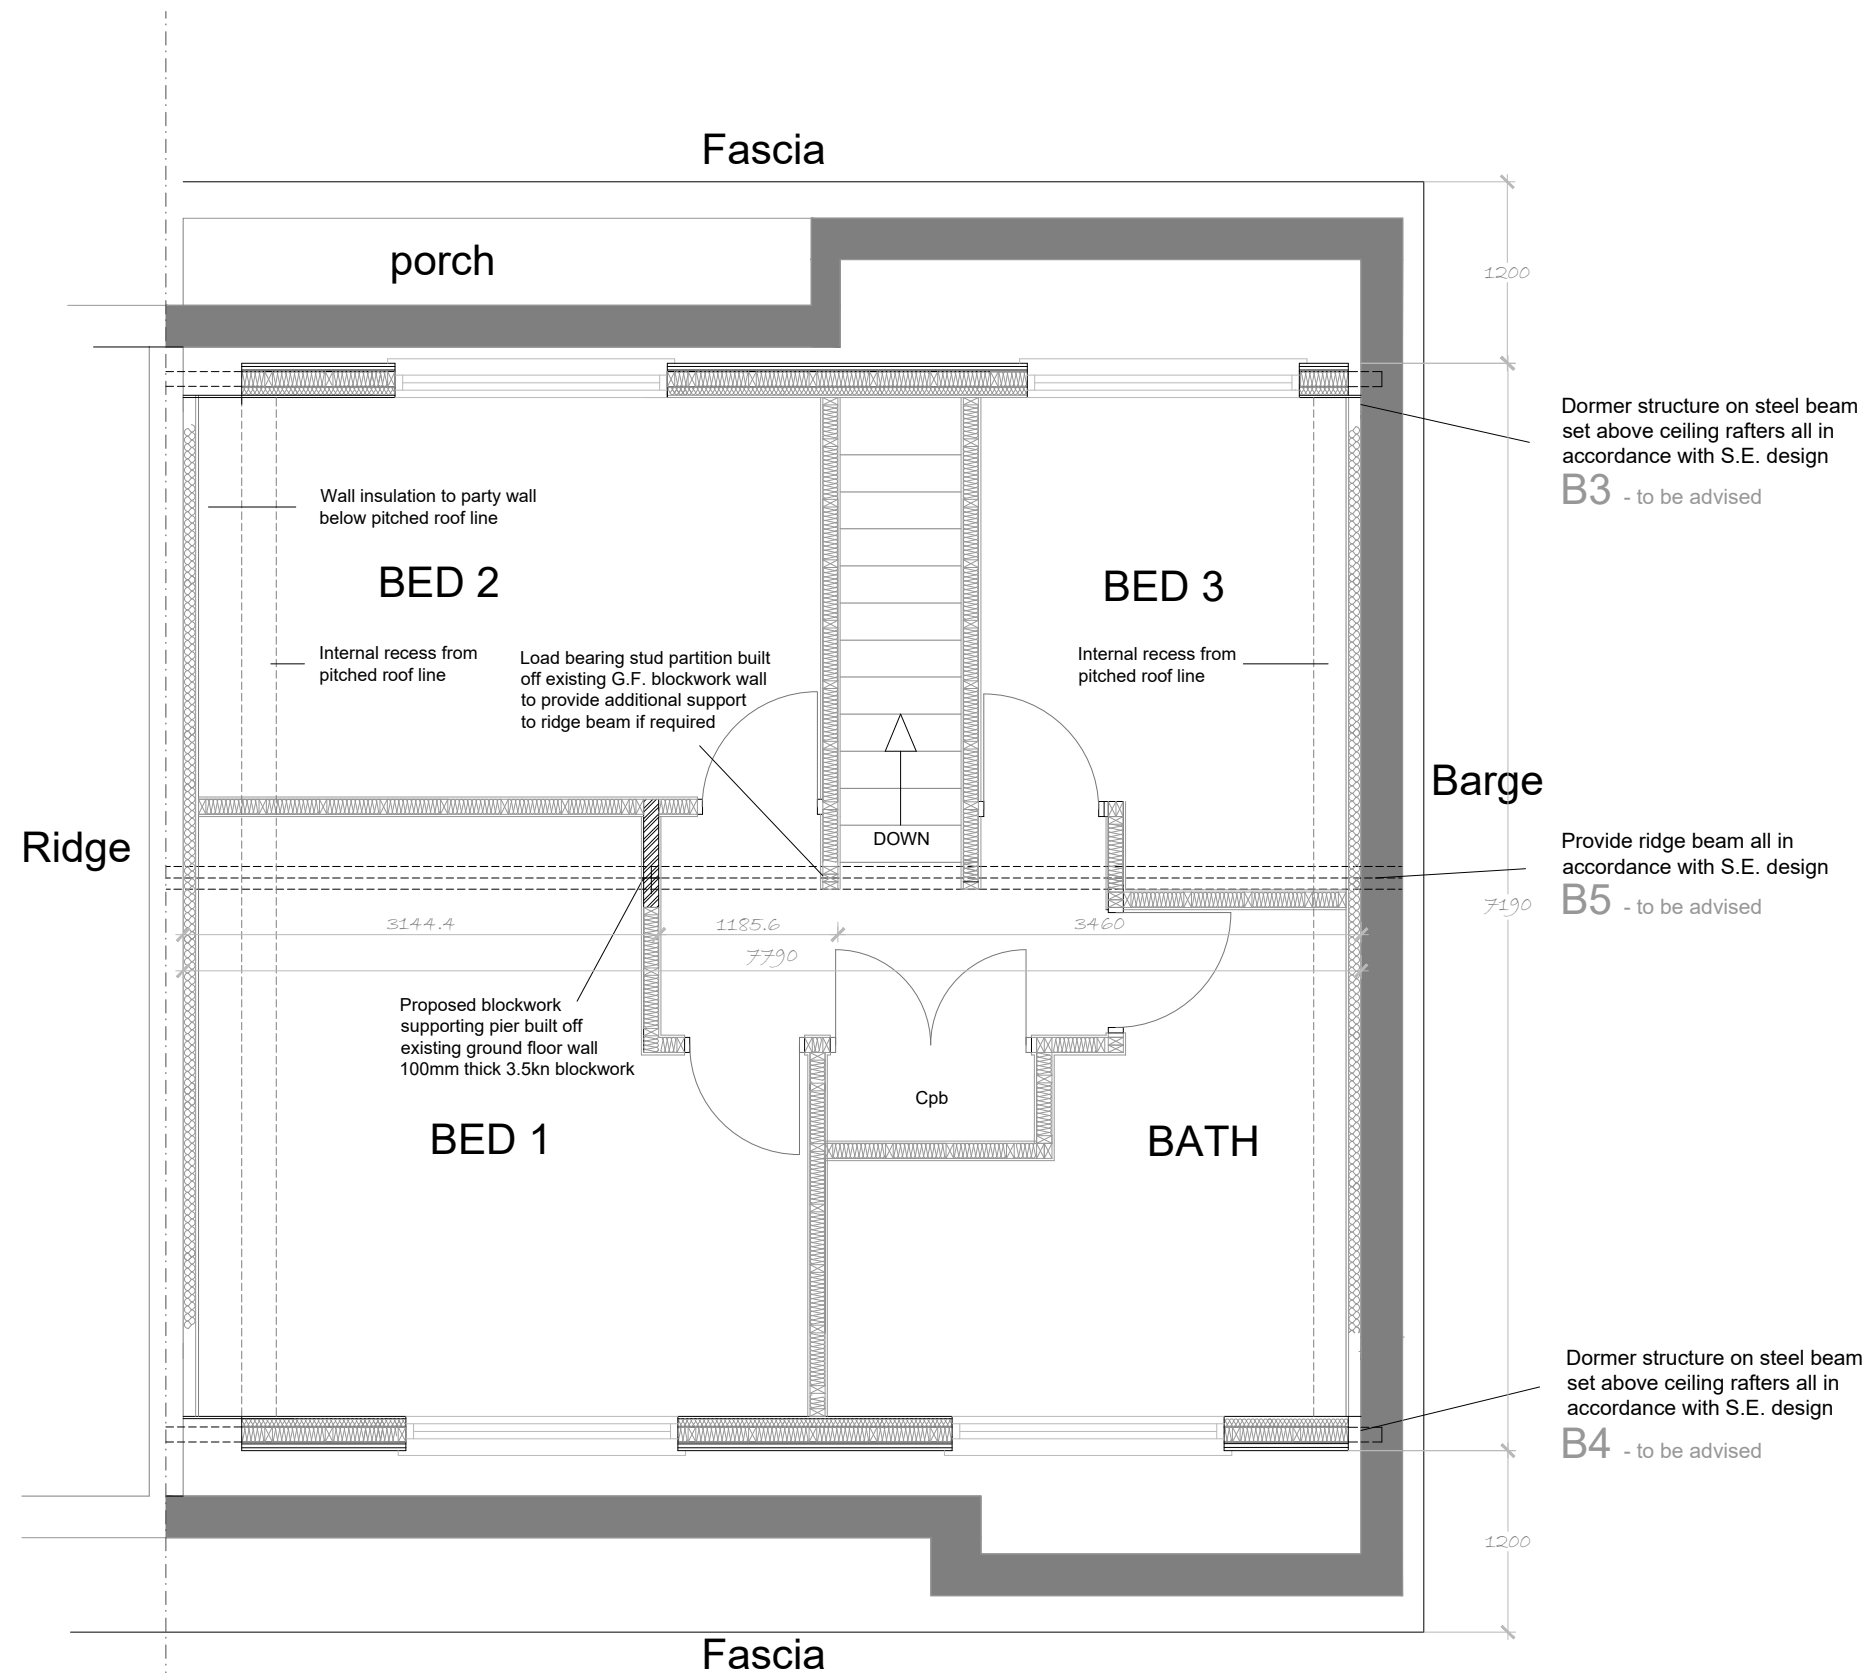 Fascia
porch
1200
Dormer structure on steel beam
set above ceiling rafters all in
accordance with S.E. design
B3 - to be advised
Wall insulation to party wall
below pitched roof line
BED 2
BED 3
Internal recess from
pitched roof line
Load bearing stud partition built
off existing G.F. blockwork wall
to provide additional support
to ridge beam if required
Internal recess from
pitched roof line
Barge
DOWN
Ridge
Provide ridge beam all in
accordance with S.E. design
B5 - to be advised
7190
3144.4
1185.6
3460
7790
Proposed blockwork
supporting pier built off
existing ground floor wall
100mm thick 3.5kn blockwork
Cpb
BED 1
BATH
Dormer structure on steel beam
set above ceiling rafters all in
accordance with S.E. design
B4 - to be advised
1200
Fascia